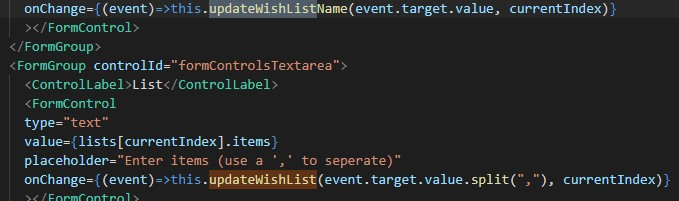 onChange={(event)=>this.updateWishListName(event.target.value, currentIndex)}
></FormControl>
</FormGroup>
<FormGroup controlId="formControlsTextarea">
<ControlLabel>List</ControlLabel>
<FormControl
type="text"
value={lists[currentIndex].items}
placeholder="Enter items (use a ',' to seperate)"
onChange={(event)=>this.updateWishList(event.target.value.split(","), currentIndex)}
></FormControl>